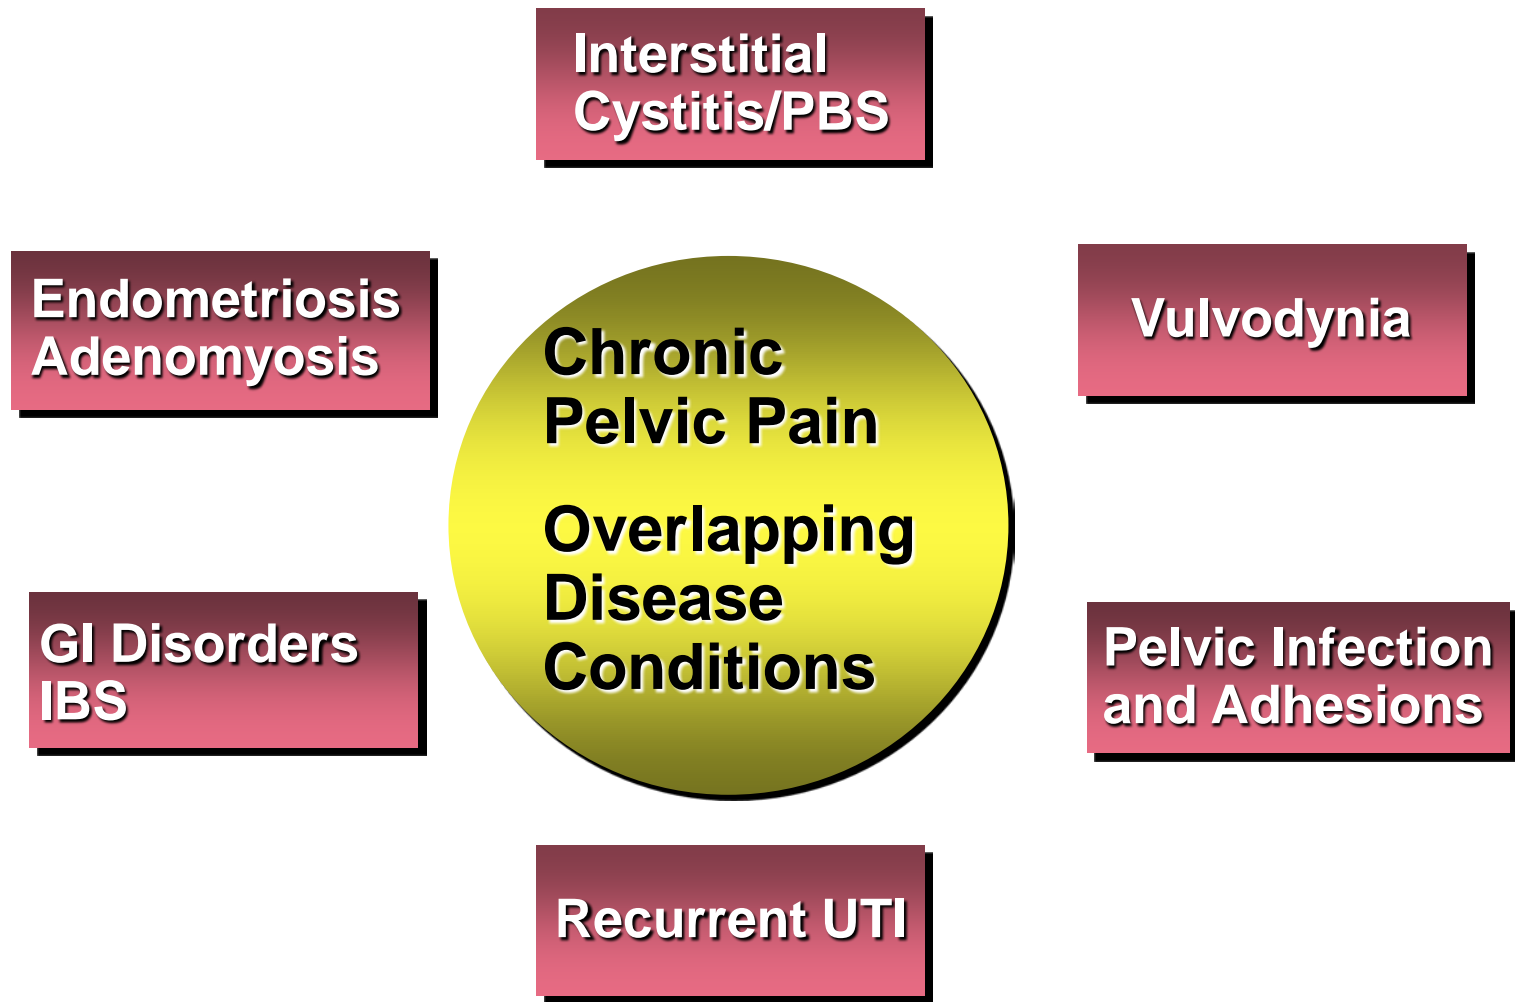 Interstitial
Cystitis/PBS
Endometriosis
Adenomyosis
Chronic
Pelvic Pain
Overlapping
Disease
Conditions
Vulvodynia
GI Disorders
IBS
Pelvic Infection
and Adhesions
Recurrent UTI